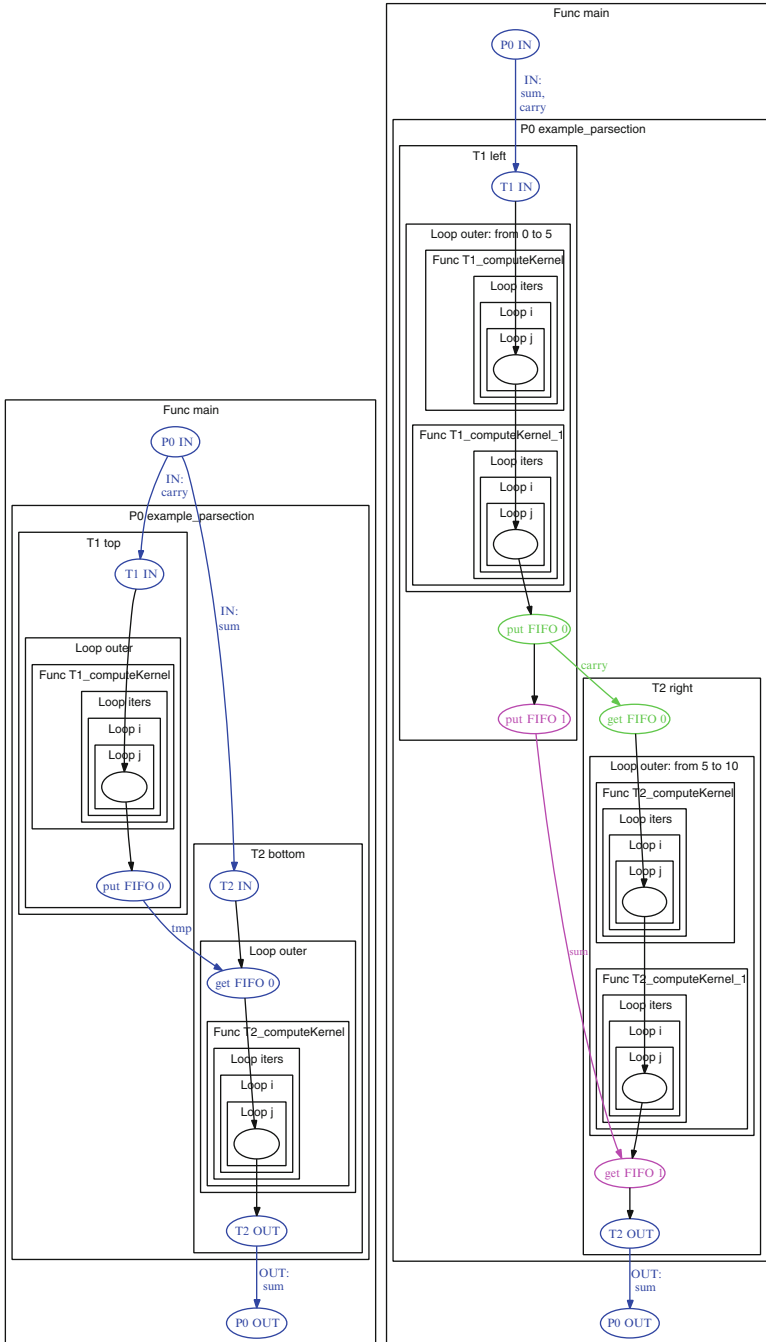 Func main
P0 IN
IN:
carry
P0 example_parsection
T1 top
T1 IN
IN:
sum
Loop outer
Func T1_computeKernel
Loop iters
Loop i
Loop j
put FIFO 0
tmp
T2 bottom
T2 IN
Loop outer
get FIFO 0
Func T2_computeKernel
Loop iters
Loop i
Loop j
T2 OUT
OUT:
sum
P0 OUT
Func main
P0 IN
IN:
sum,
carry
P0 example_parsection
T1 left
T1 IN
Loop outer: from 0 to 5
Func T1_computeKernel
Loop iters
Loop i
Loop j
Func T1_computeKernel_1
Loop iters
Loop i
Loop j
put FIFO 0
carry
put FIFO 1
sum
T2 right
get FIFO 0
Loop outer: from 5 to 10
Func T2_computeKernel
Loop iters
Loop i
Loop j
Func T2_computeKernel_1
Loop iters
Loop i
Loop j
get FIFO 1
T2 OUT
OUT:
sum
P0 OUT